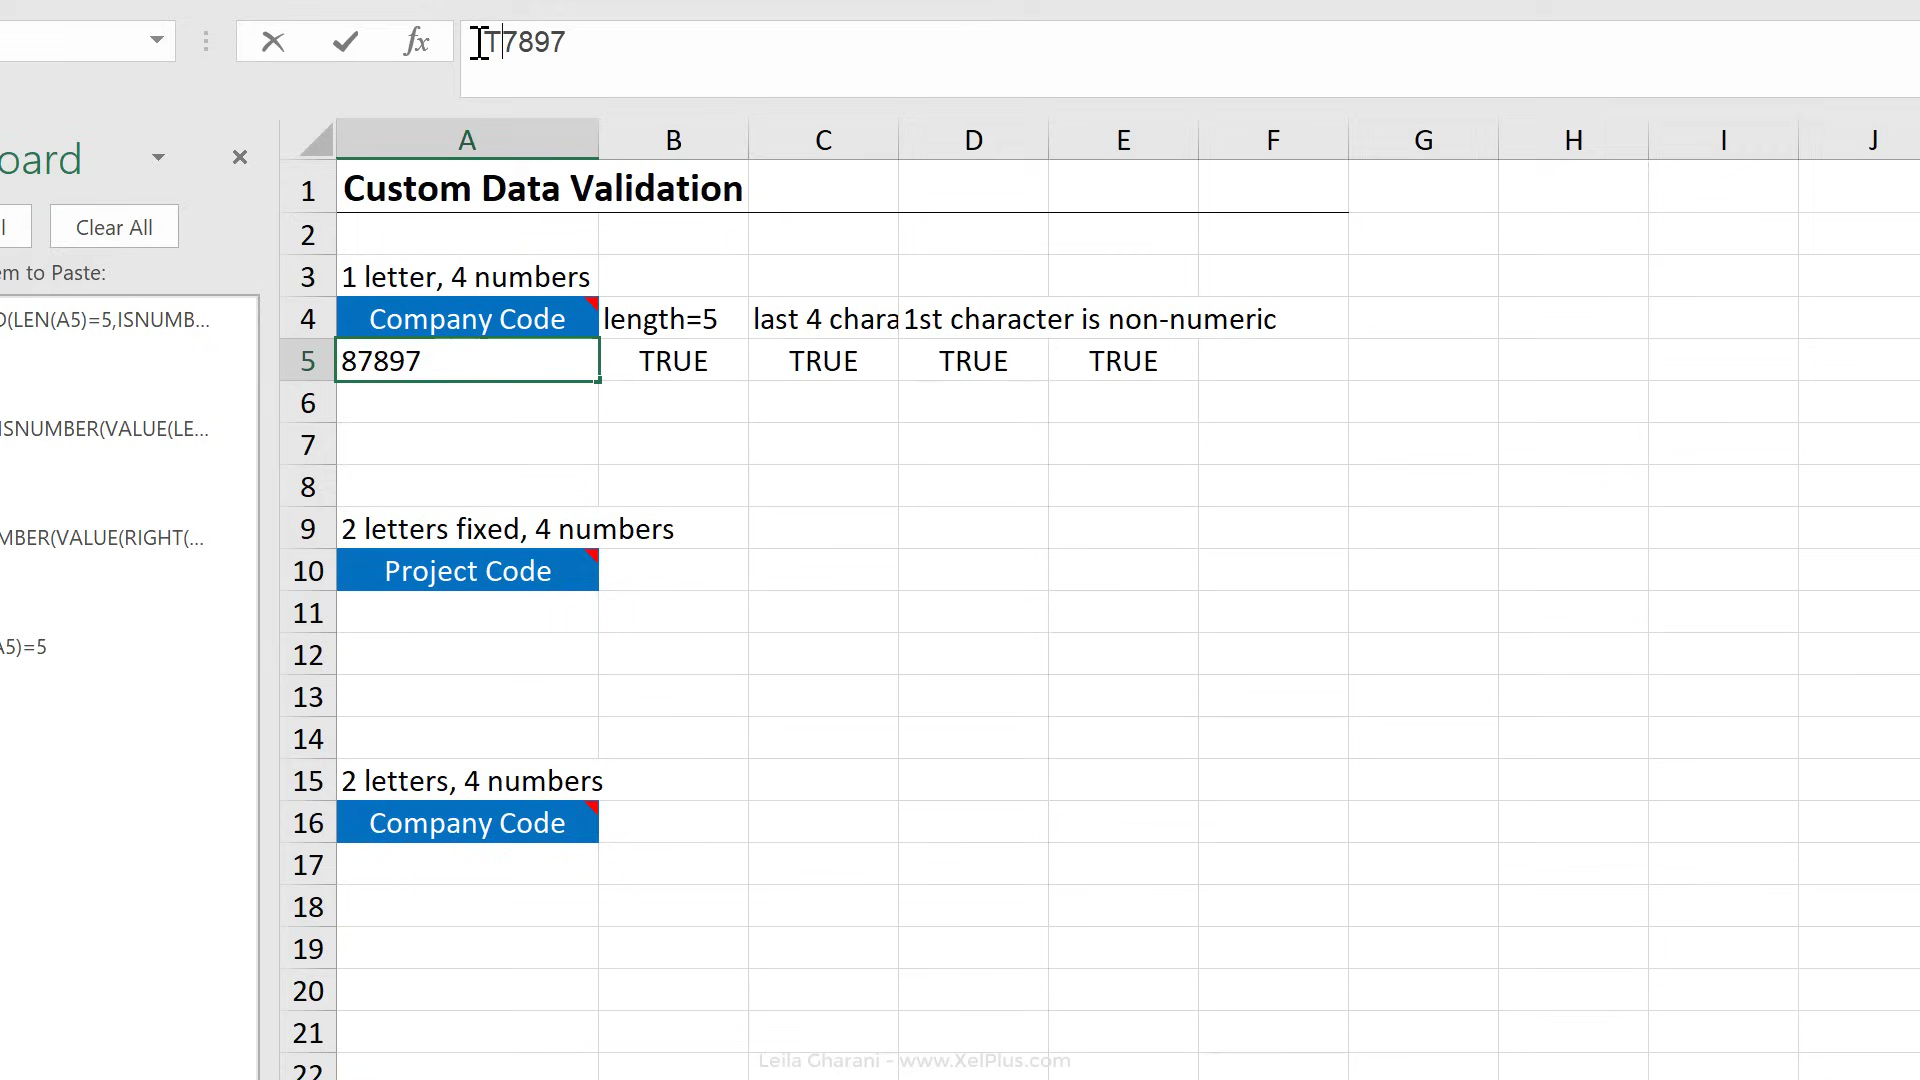 fx
T7897
oard
Clear All
em to Paste:
(LEN(A5)=5,ISNUMB...
ISNUMBER(VALUE(LE...
MBER(VALUE(RIGHT(...
A5)=5
A B C D E F G H I J
1 Custom Data Validation
2
3 1 letter, 4 numbers
4 Company Code length=5 last 4 chara 1st character is non-numeric
5 87897 TRUE TRUE TRUE TRUE
6
7
8
9 2 letters fixed, 4 numbers
10 Project Code
11
12
13
14
15 2 letters, 4 numbers
16 Company Code
17
18
19
20
21
22
Leila Gharani - www.XelPlus.com